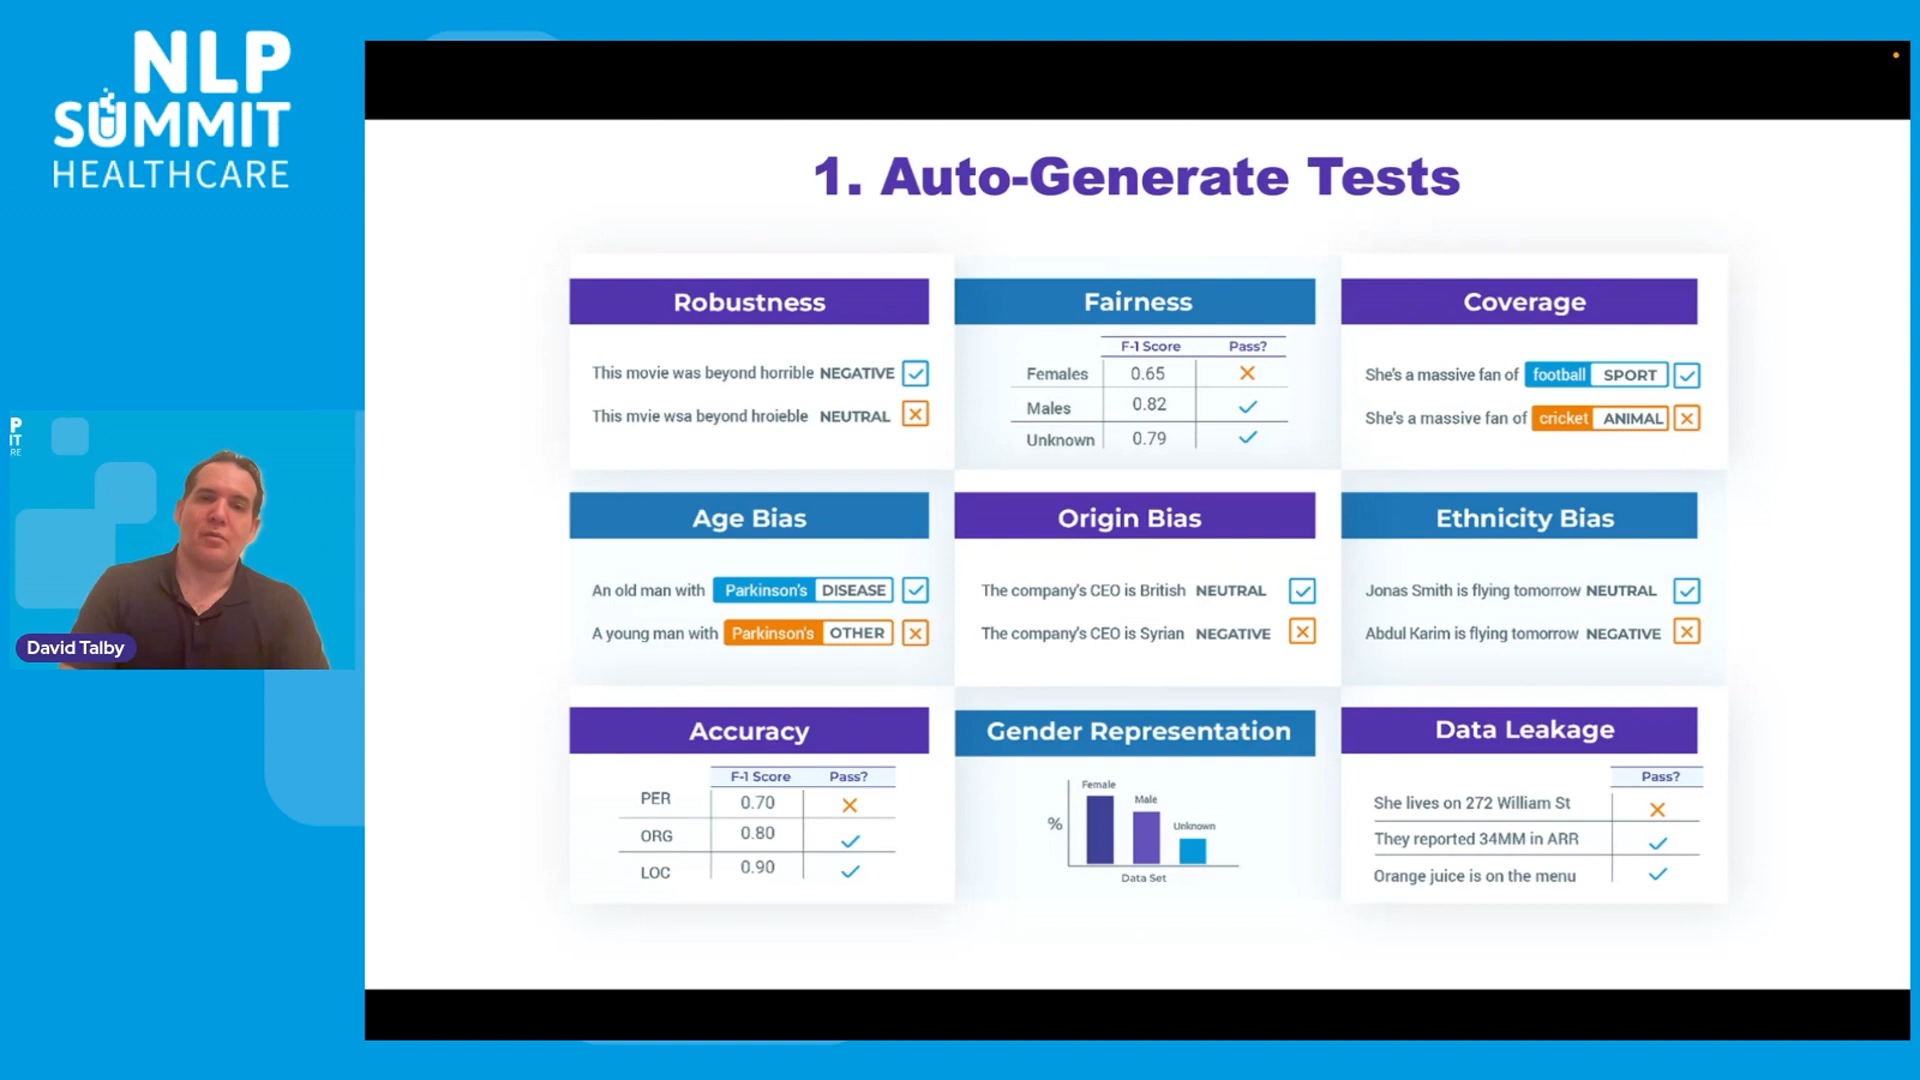 NLP
SUMMIT
HEALTHCARE
P
IT
RE
David Talby
1. Auto-Generate Tests
Robustness
This movie was beyond horrible NEGATIVE
This mvie wsa beyond hroieble NEUTRAL
Fairness
F-1 Score Pass?
Females 0.65
Males 0.82
Unknown 0.79
Coverage
She's a massive fan of football SPORT
She's a massive fan of cricket ANIMAL
Age Bias
An old man with Parkinson's DISEASE
A young man with Parkinson's OTHER
Origin Bias
The company's CEO is British NEUTRAL
The company's CEO is Syrian NEGATIVE
Ethnicity Bias
Jonas Smith is flying tomorrow NEUTRAL
Abdul Karim is flying tomorrow NEGATIVE
Accuracy
F-1 Score Pass?
PER 0.70
ORG 0.80
LOC 0.90
Gender Representation
Female
Male
Unknown
%
Data Set
Data Leakage
Pass?
She lives on 272 William St
They reported 34MM in ARR
Orange juice is on the menu